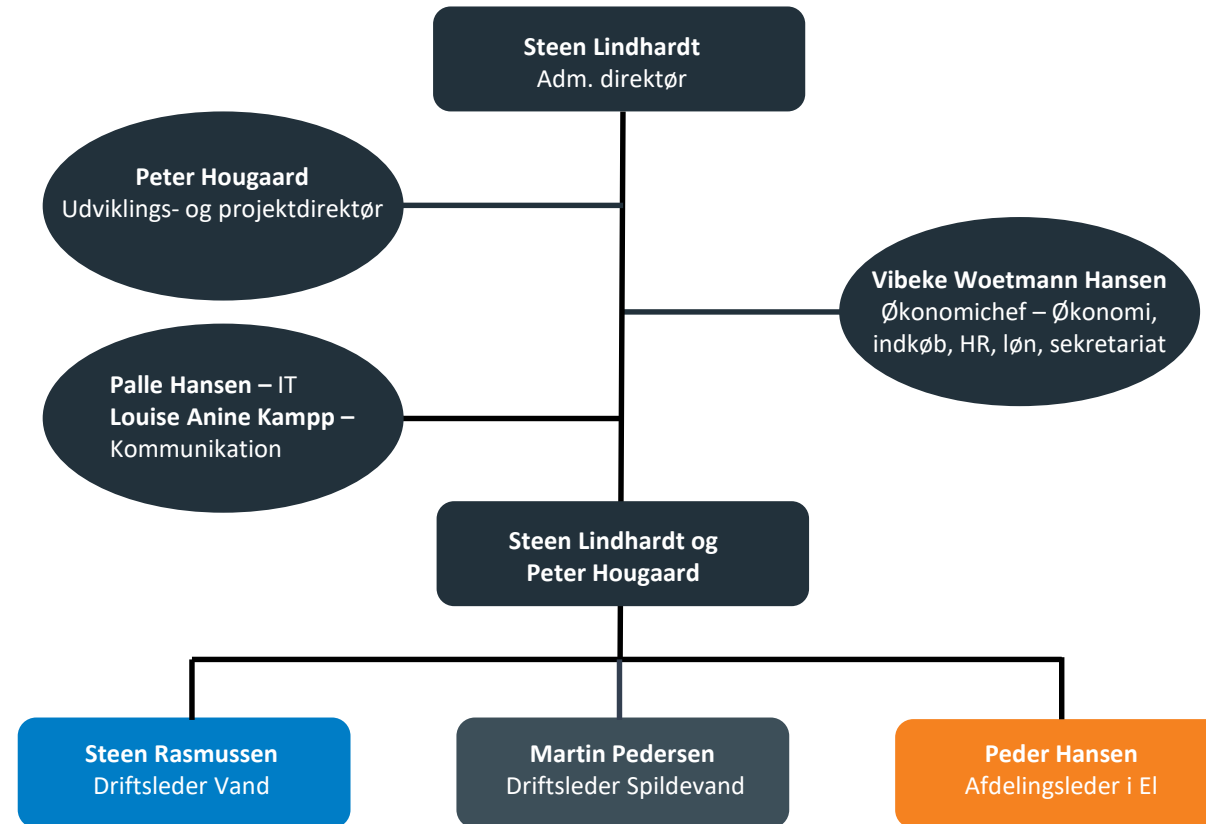 Steen Lindhardt
Adm. direktør
Peter Hougaard
Udviklings- og projektdirektør
Vibeke Woetmann Hansen
Økonomichef – Økonomi,
indkøb, HR, løn, sekretariat
Palle Hansen – IT
Louise Anine Kampp –
Kommunikation
Steen Lindhardt og
Peter Hougaard
Steen Rasmussen
Driftsleder Vand
Martin Pedersen
Driftsleder Spildevand
Peder Hansen
Afdelingsleder i El